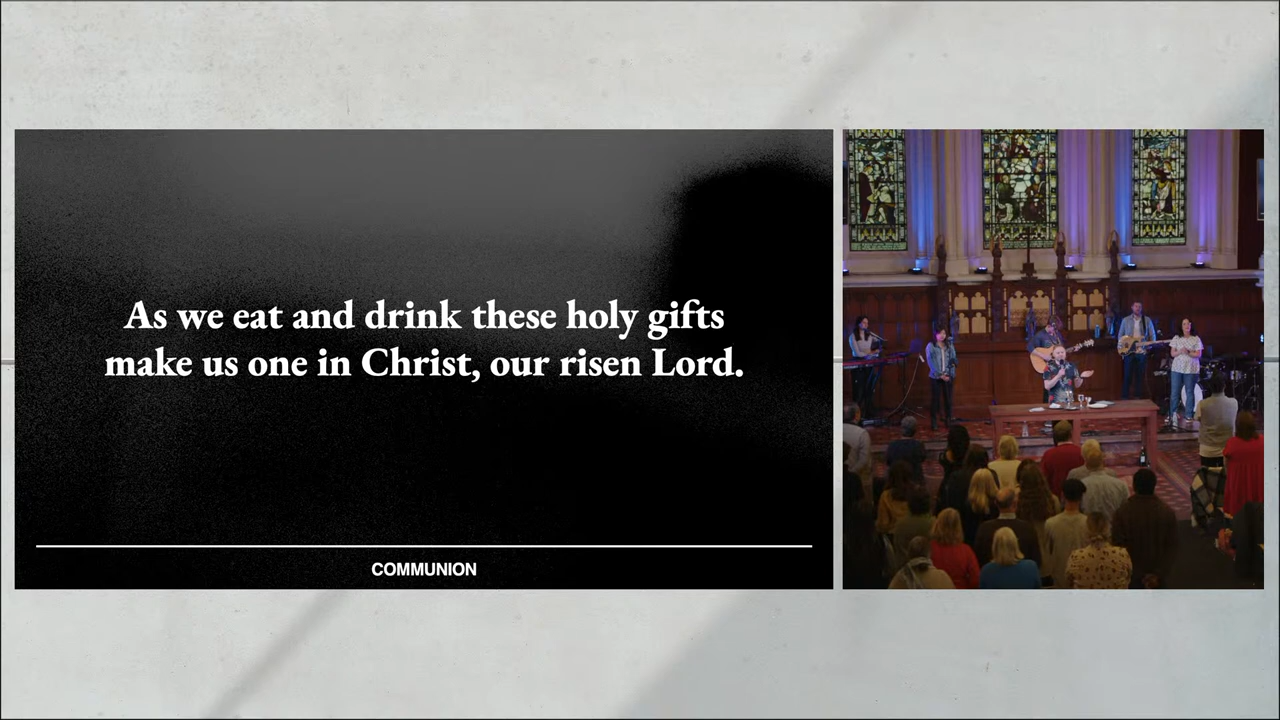 As we eat and drink these holy gifts
make us one in Christ, our risen Lord.
COMMUNION